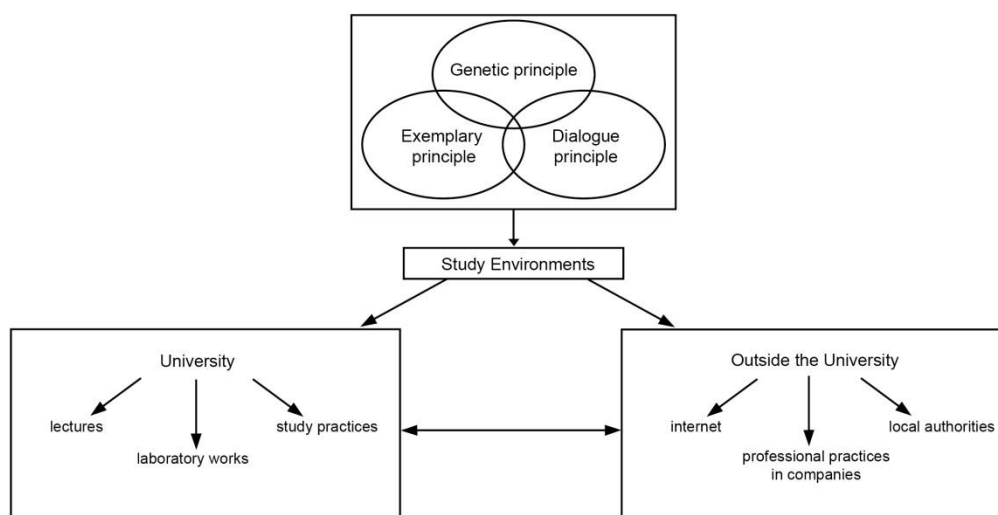 Genetic principle
Exemplary
principle
Dialogue
principle
Study Environments
University
lectures
laboratory works
study practices
Outside the University
internet
professional practices
in companies
local authorities